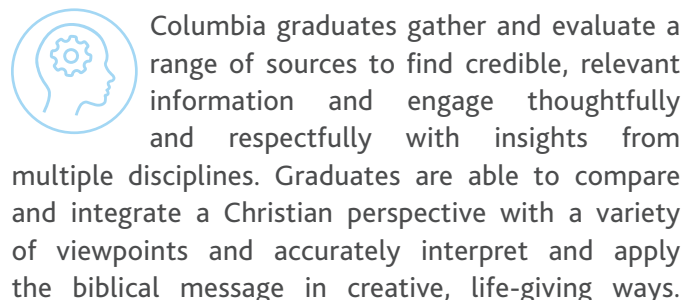 Columbia graduates gather and evaluate a
range of sources to find credible, relevant
information and engage thoughtfully
and respectfully with insights from
multiple disciplines. Graduates are able to compare
and integrate a Christian perspective with a variety
of viewpoints and accurately interpret and apply
the biblical message in creative, life-giving ways.